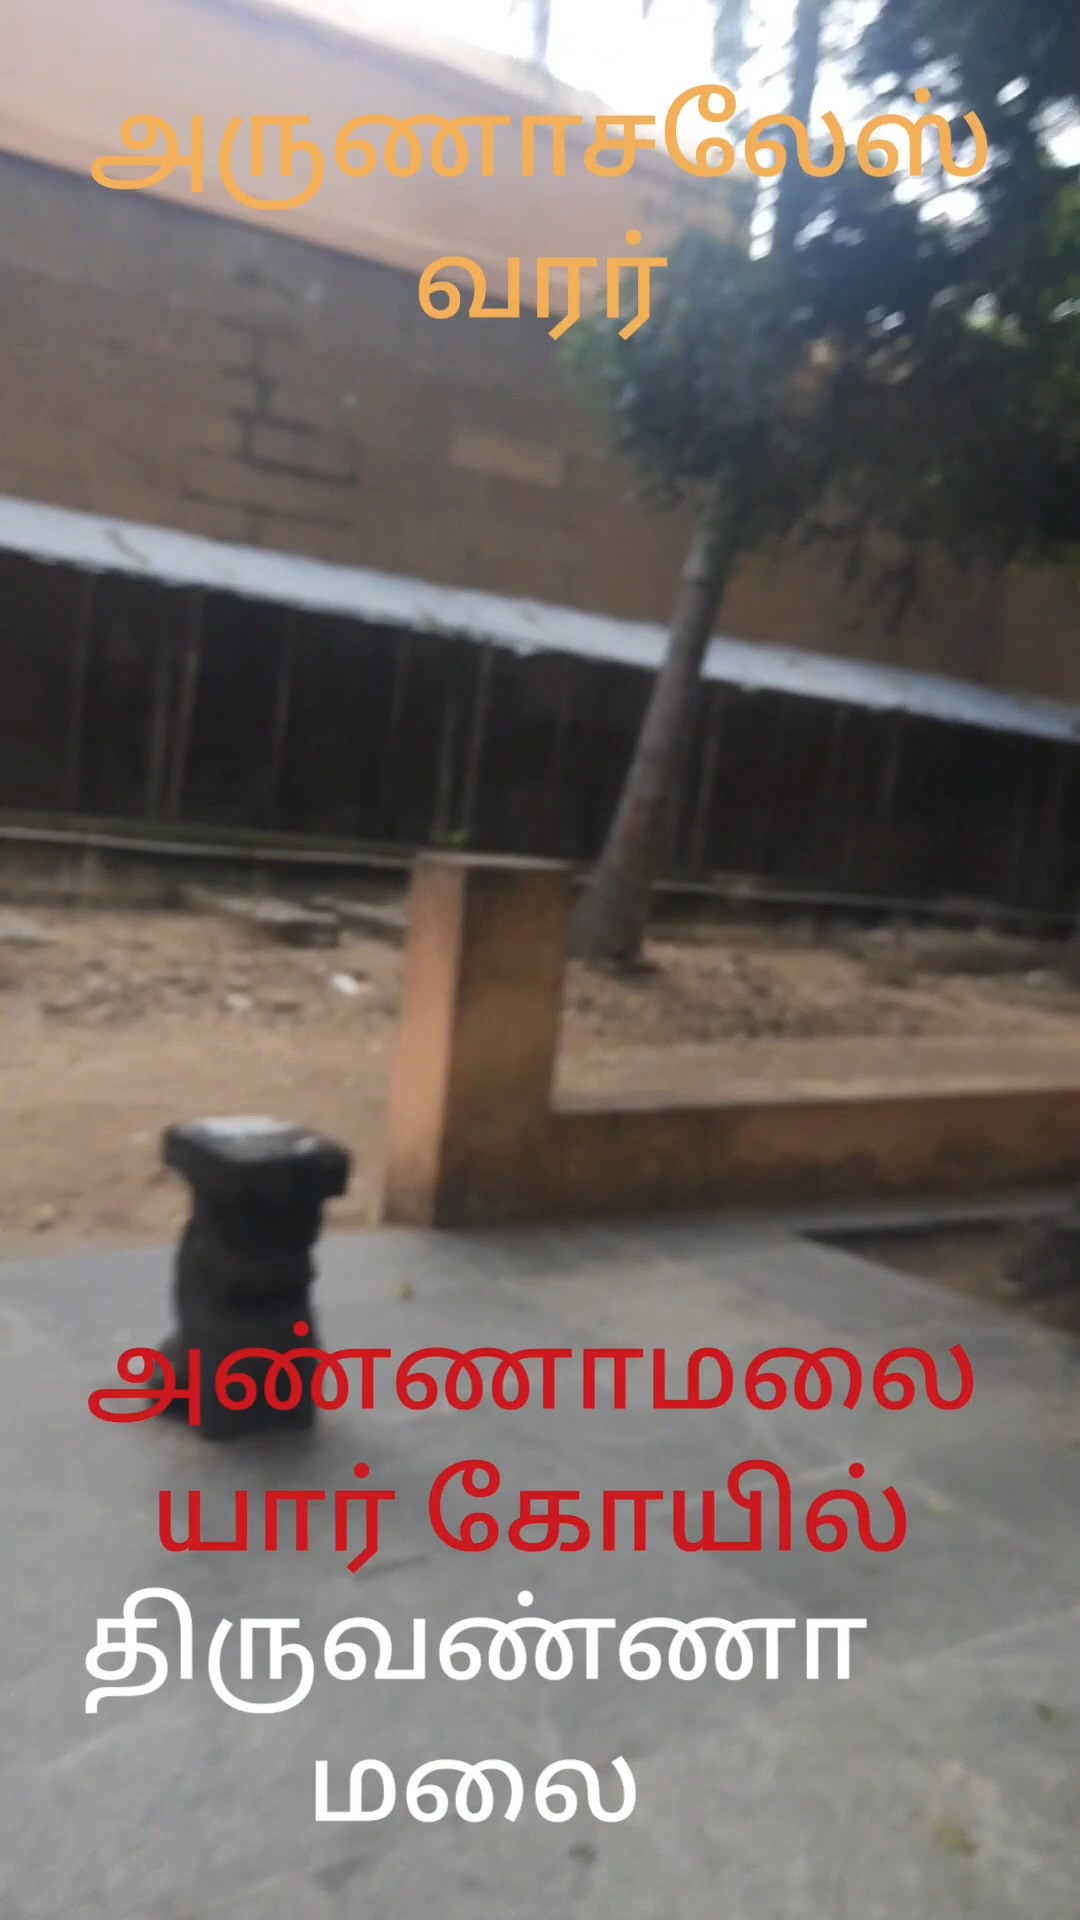 அருணாசலேஸ்
வரர்
அண்ணாமலை
யார் கோயில்
திருவண்ணா
மலை